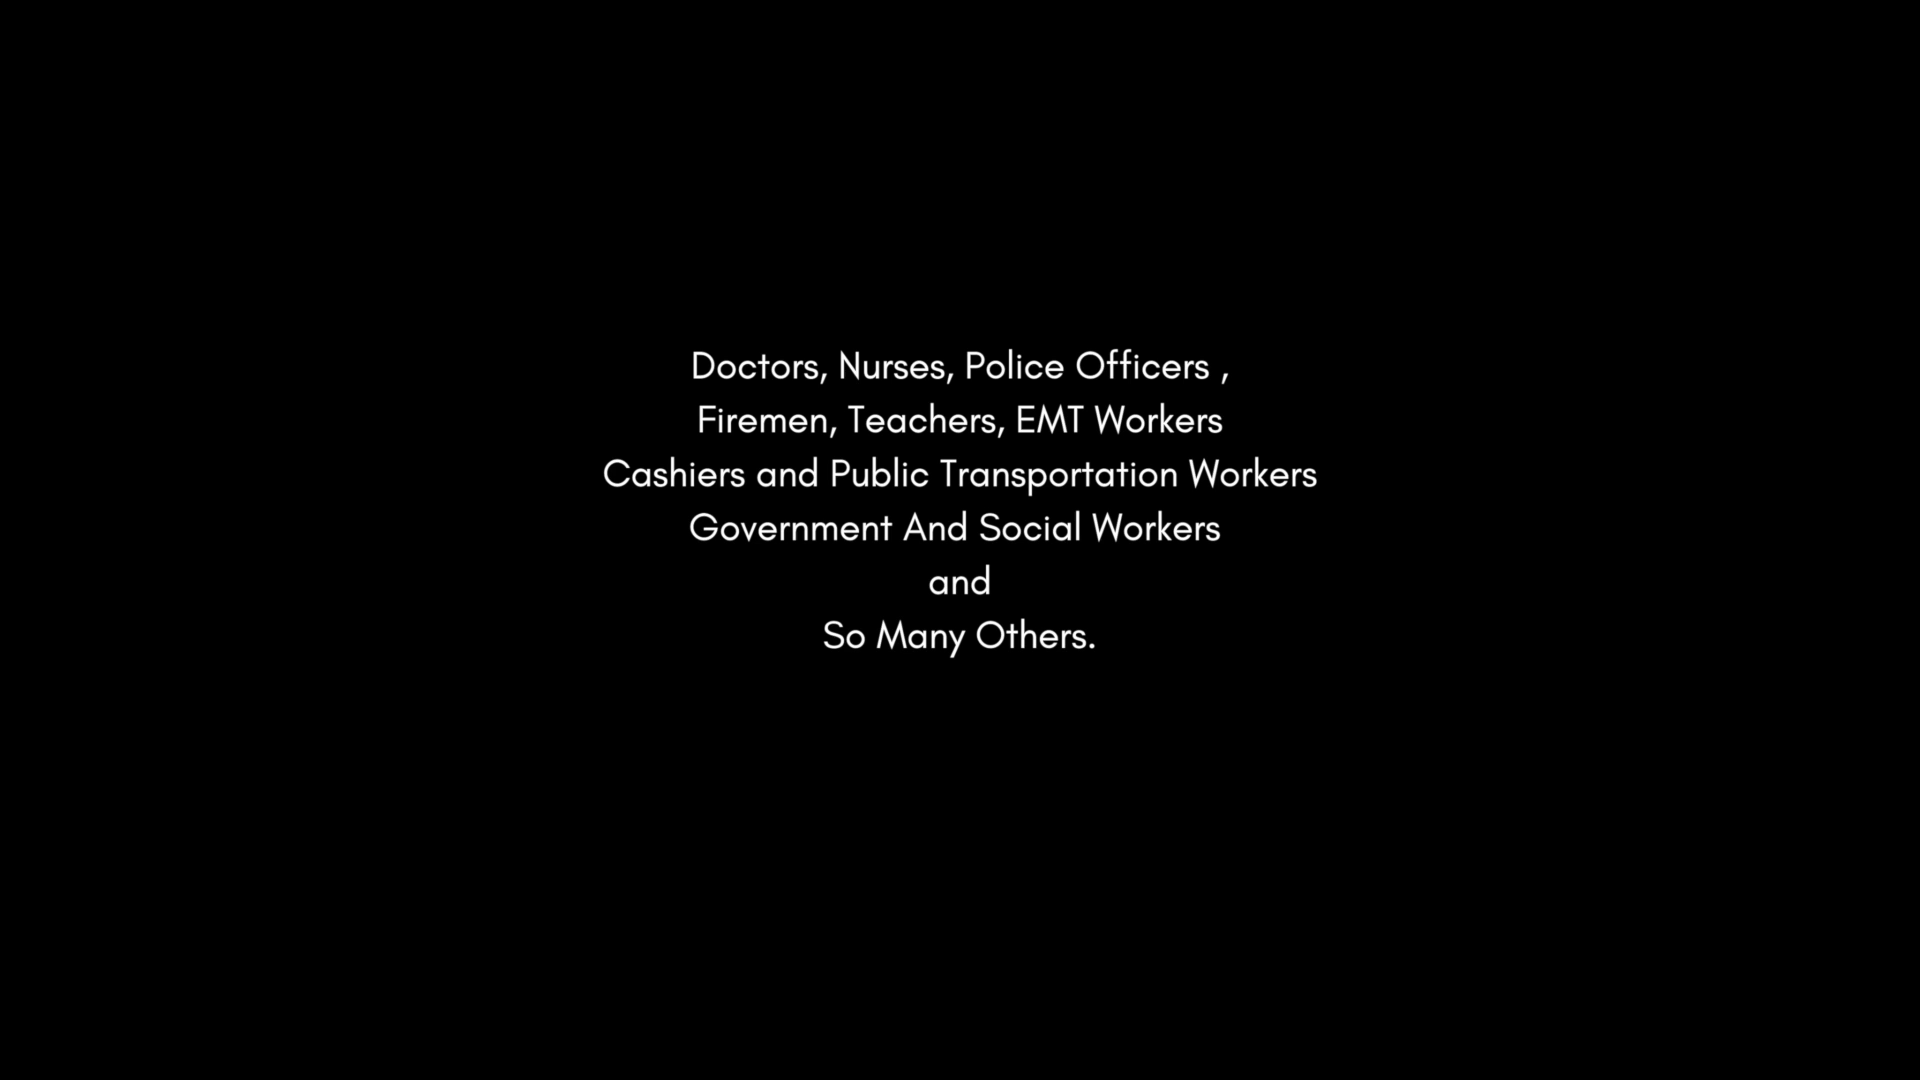 Doctors, Nurses, Police Officers ,
Firemen, Teachers, EMT Workers
Cashiers and Public Transportation Workers
Government And Social Workers
and
So Many Others.